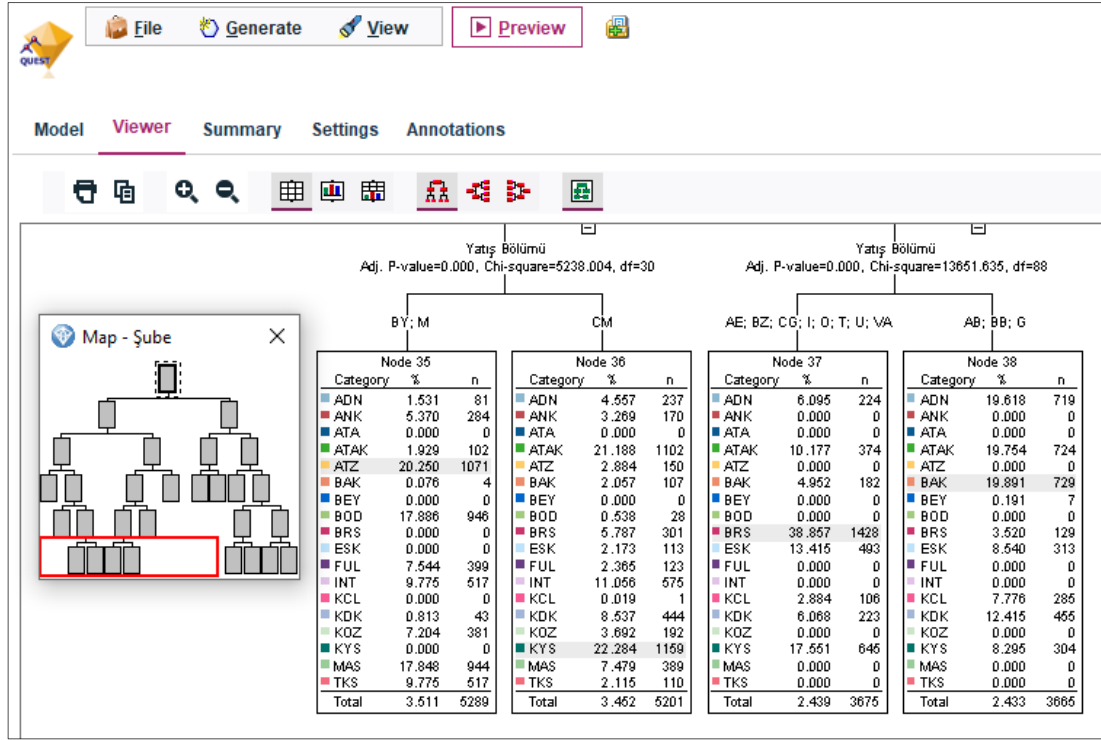 File Generate View Preview
QUEST
Model Viewer Summary Settings Annotations
Yatış Bölümü
Adj. P-value=0.000, Chi-square=5238.004, df=30
Yatış Bölümü
Adj. P-value=0.000, Chi-square=13651.635, df=88
Map - Şube
BY; M
CM
AE; BZ; CG; I; O; T; U; VA
AB; BB; G
Node 35
Category % n
ADN 1.531 81
ANK 5.370 284
ATA 0.000 0
ATAK 1.929 102
ATZ 20.250 1071
BAK 0.076 4
BEY 0.000 0
BOD 17.886 946
BRS 0.000 0
ESK 0.000 0
FUL 7.544 399
INT 9.775 517
KCL 0.000 0
KDK 0.813 43
KOZ 7.204 381
KYS 0.000 0
MAS 17.848 944
TKS 9.775 517
Total 3.511 5289
Node 36
Category % n
ADN 4.557 237
ANK 3.269 170
ATA 0.000 0
ATAK 21.188 1102
ATZ 2.884 150
BAK 2.057 107
BEY 0.000 0
BOD 0.538 28
BRS 5.787 301
ESK 2.173 113
FUL 2.365 123
INT 11.056 575
KCL 0.019 1
KDK 8.537 444
KOZ 3.692 192
KYS 22.284 1159
MAS 7.479 389
TKS 2.115 110
Total 3.452 5201
Node 37
Category % n
ADN 6.095 224
ANK 0.000 0
ATA 0.000 0
ATAK 10.177 374
ATZ 0.000 0
BAK 4.952 182
BEY 0.000 0
BOD 0.000 0
BRS 38.857 1428
ESK 13.415 493
FUL 0.000 0
INT 0.000 0
KCL 2.884 106
KDK 6.068 223
KOZ 0.000 0
KYS 17.551 645
MAS 0.000 0
TKS 0.000 0
Total 2.439 3675
Node 38
Category % n
ADN 19.618 719
ANK 0.000 0
ATA 0.000 0
ATAK 19.754 724
ATZ 0.000 0
BAK 19.891 729
BEY 0.191 7
BOD 0.000 0
BRS 3.520 129
ESK 8.540 313
FUL 0.000 0
INT 0.000 0
KCL 7.776 285
KDK 12.415 455
KOZ 0.000 0
KYS 8.295 304
MAS 0.000 0
TKS 0.000 0
Total 2.433 3665